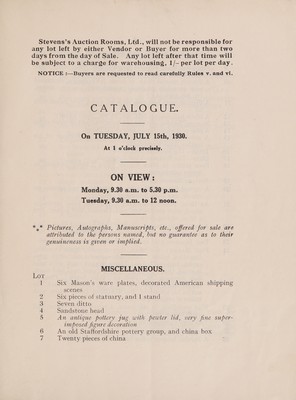 Stevens's Auction Rooms, Ltd., will not be responsible for
any lot left by either Vendor or Buyer for more than two
days from the day of Sale. Any lot left after that time will
be subject to a charge for warehousing, 1/- per lot per day.
NOTICE :—Buyers are requested to read carefully Rules v. and vi.
CATALOGUE.
On TUESDAY, JULY 15th, 1930.
At 1 o'clock precisely.
ON VIEW :
Monday, 9.30 a.m. to 5.30 p.m.
Tuesday, 9.30 a.m. to 12 noon.
*⁎* Pictures, Autographs, Manuscripts, etc., offered for sale are
attributed to the persons named, but no guarantee as to their
genuineness is given or implied.
MISCELLANEOUS.
LOT
1 Six Mason's ware plates, decorated American shipping
scenes
2 Six pieces of statuary, and 1 stand
3 Seven ditto
4 Sandstone head
5 An antique pottery jug with pewter lid, very fine super-
imposed figure decoration
6 An old Staffordshire pottery group, and china box
7 Twenty pieces of china